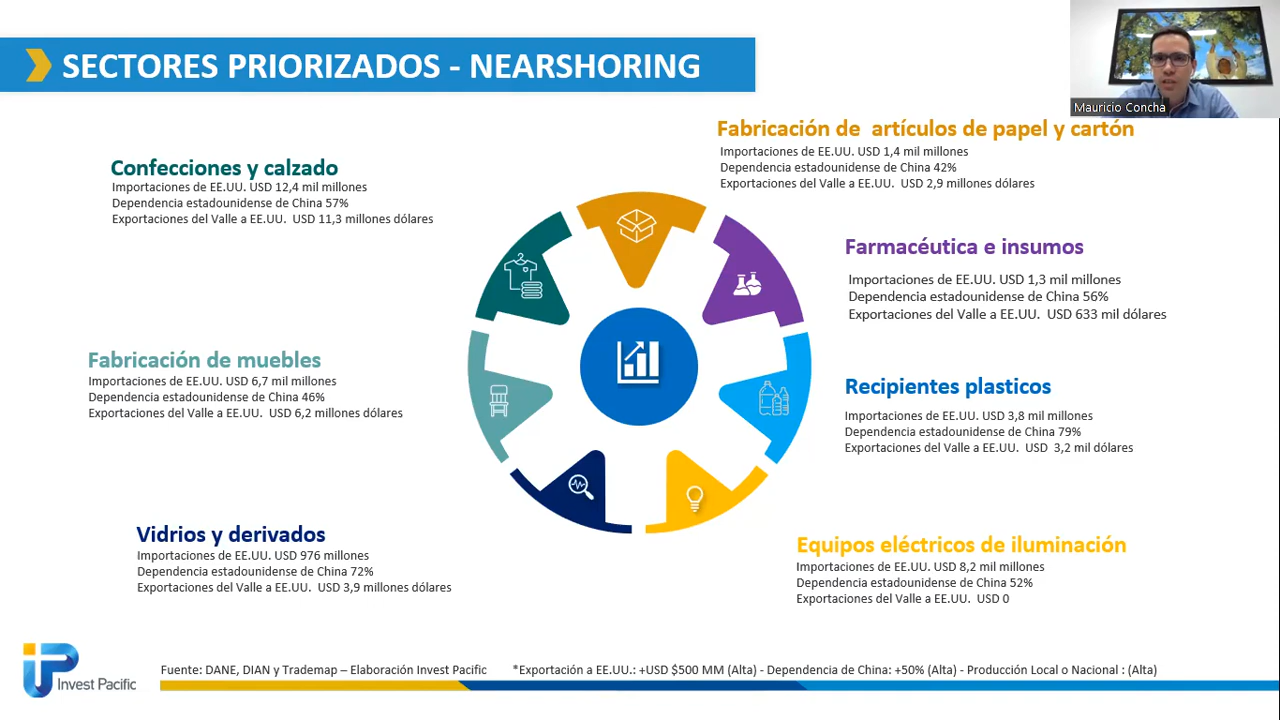 SECTORES PRIORIZADOS - NEARSHORING
Mauricio Concha
Fabricación de artículos de papel y cartón
Importaciones de EE.UU. USD 1,4 mil millones
Dependencia estadounidense de China 42%
Exportaciones del Valle a EE.UU. USD 2,9 millones dólares
Confecciones y calzado
Importaciones de EE.UU. USD 12,4 mil millones
Dependencia estadounidense de China 57%
Exportaciones del Valle a EE.UU. USD 11,3 millones dólares
Farmacéutica e insumos
Importaciones de EE.UU. USD 1,3 mil millones
Dependencia estadounidense de China 56%
Exportaciones del Valle a EE.UU. USD 633 mil dólares
Fabricación de muebles
Importaciones de EE.UU. USD 6,7 mil millones
Dependencia estadounidense de China 46%
Exportaciones del Valle a EE.UU. USD 6,2 millones dólares
Recipientes plasticos
Importaciones de EE.UU. USD 3,8 mil millones
Dependencia estadounidense de China 79%
Exportaciones del Valle a EE.UU. USD 3,2 mil dólares
Vidrios y derivados
Importaciones de EE.UU. USD 976 millones
Dependencia estadounidense de China 72%
Exportaciones del Valle a EE.UU. USD 3,9 millones dólares
Equipos eléctricos de iluminación
Importaciones de EE.UU. USD 8,2 mil millones
Dependencia estadounidense de China 52%
Exportaciones del Valle a EE.UU. USD 0
Invest Pacific
Fuente: DANE, DIAN y Trademap – Elaboración Invest Pacific
*Exportación a EE.UU.: +USD $500 MM (Alta) - Dependencia de China: +50% (Alta) - Producción Local o Nacional : (Alta)